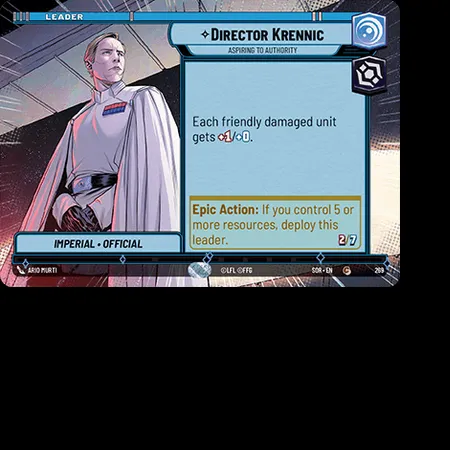 LEADER
DIRECTOR KRENNIC
ASPIRING TO AUTHORITY
Each friendly damaged unit
gets +1/+0.
Epic Action: If you control 5 or
more resources, deploy this
leader.
2/7
IMPERIAL • OFFICIAL
ARIO MURTI ©LFL ©FFG SOR • EN C 269